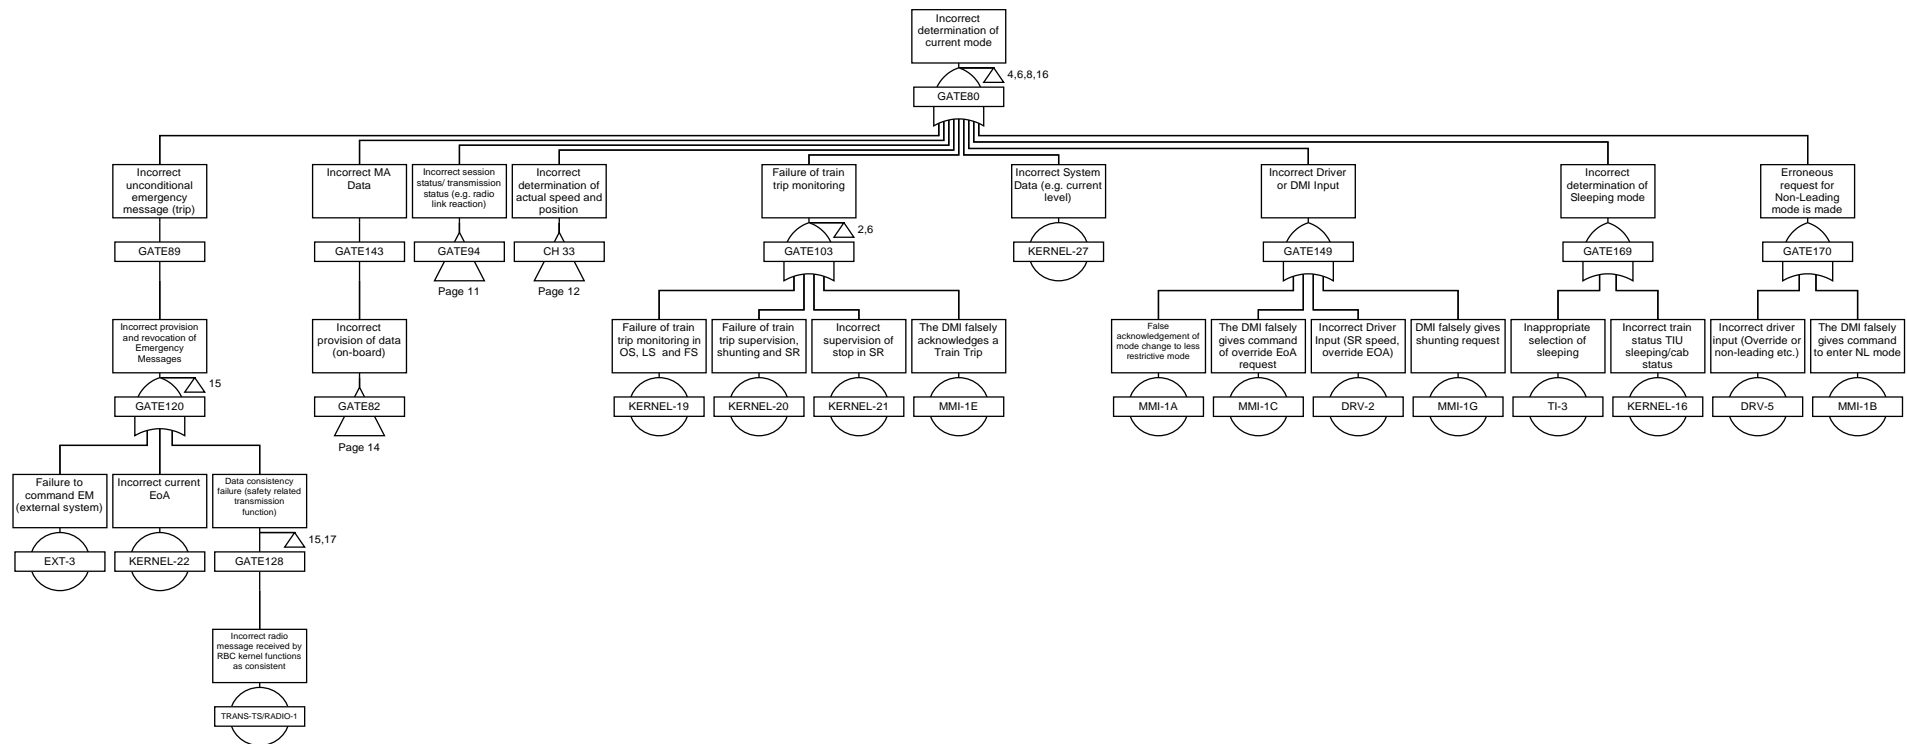 Incorrect
determination of
current mode
4,6,8,16
GATE80
Incorrect
unconditional
emergency
message (trip)
GATE89
Incorrect MA
Data
GATE143
Incorrect session
status/ transmission
status (e.g. radio
link reaction)
GATE94
Page 11
Incorrect
determination of
actual speed and
position
CH 33
Page 12
Failure of train
trip monitoring
2,6
GATE103
Incorrect System
Data (e.g. current
level)
KERNEL-27
Incorrect Driver
or DMI Input
GATE149
Incorrect
determination of
Sleeping mode
GATE169
Erroneous
request for
Non-Leading
mode is made
GATE170
Incorrect provision
and revocation of
Emergency
Messages
15
GATE120
Incorrect
provision of data
(on-board)
GATE82
Page 14
Failure of train
trip monitoring in
OS, LS and FS
KERNEL-19
Failure of train
trip supervision,
shunting and SR
KERNEL-20
Incorrect
supervision of
stop in SR
KERNEL-21
The DMI falsely
acknowledges a
Train Trip
MMI-1E
False
acknowledgement of
mode change to less
restrictive mode
MMI-1A
The DMI falsely
gives command
of override EoA
request
MMI-1C
Incorrect Driver
Input (SR speed,
override EOA)
DRV-2
DMI falsely gives
shunting request
MMI-1G
Inappropriate
selection of
sleeping
TI-3
Incorrect train
status TIU
sleeping/cab
status
KERNEL-16
Incorrect driver
input (Override or
non-leading etc.)
DRV-5
The DMI falsely
gives command
to enter NL mode
MMI-1B
Failure to
command EM
(external system)
EXT-3
Incorrect current
EoA
KERNEL-22
Data consistency
failure (safety related
transmission
function)
15,17
GATE128
Incorrect radio
message received by
RBC kernel functions
as consistent
TRANS-TS/RADIO-1